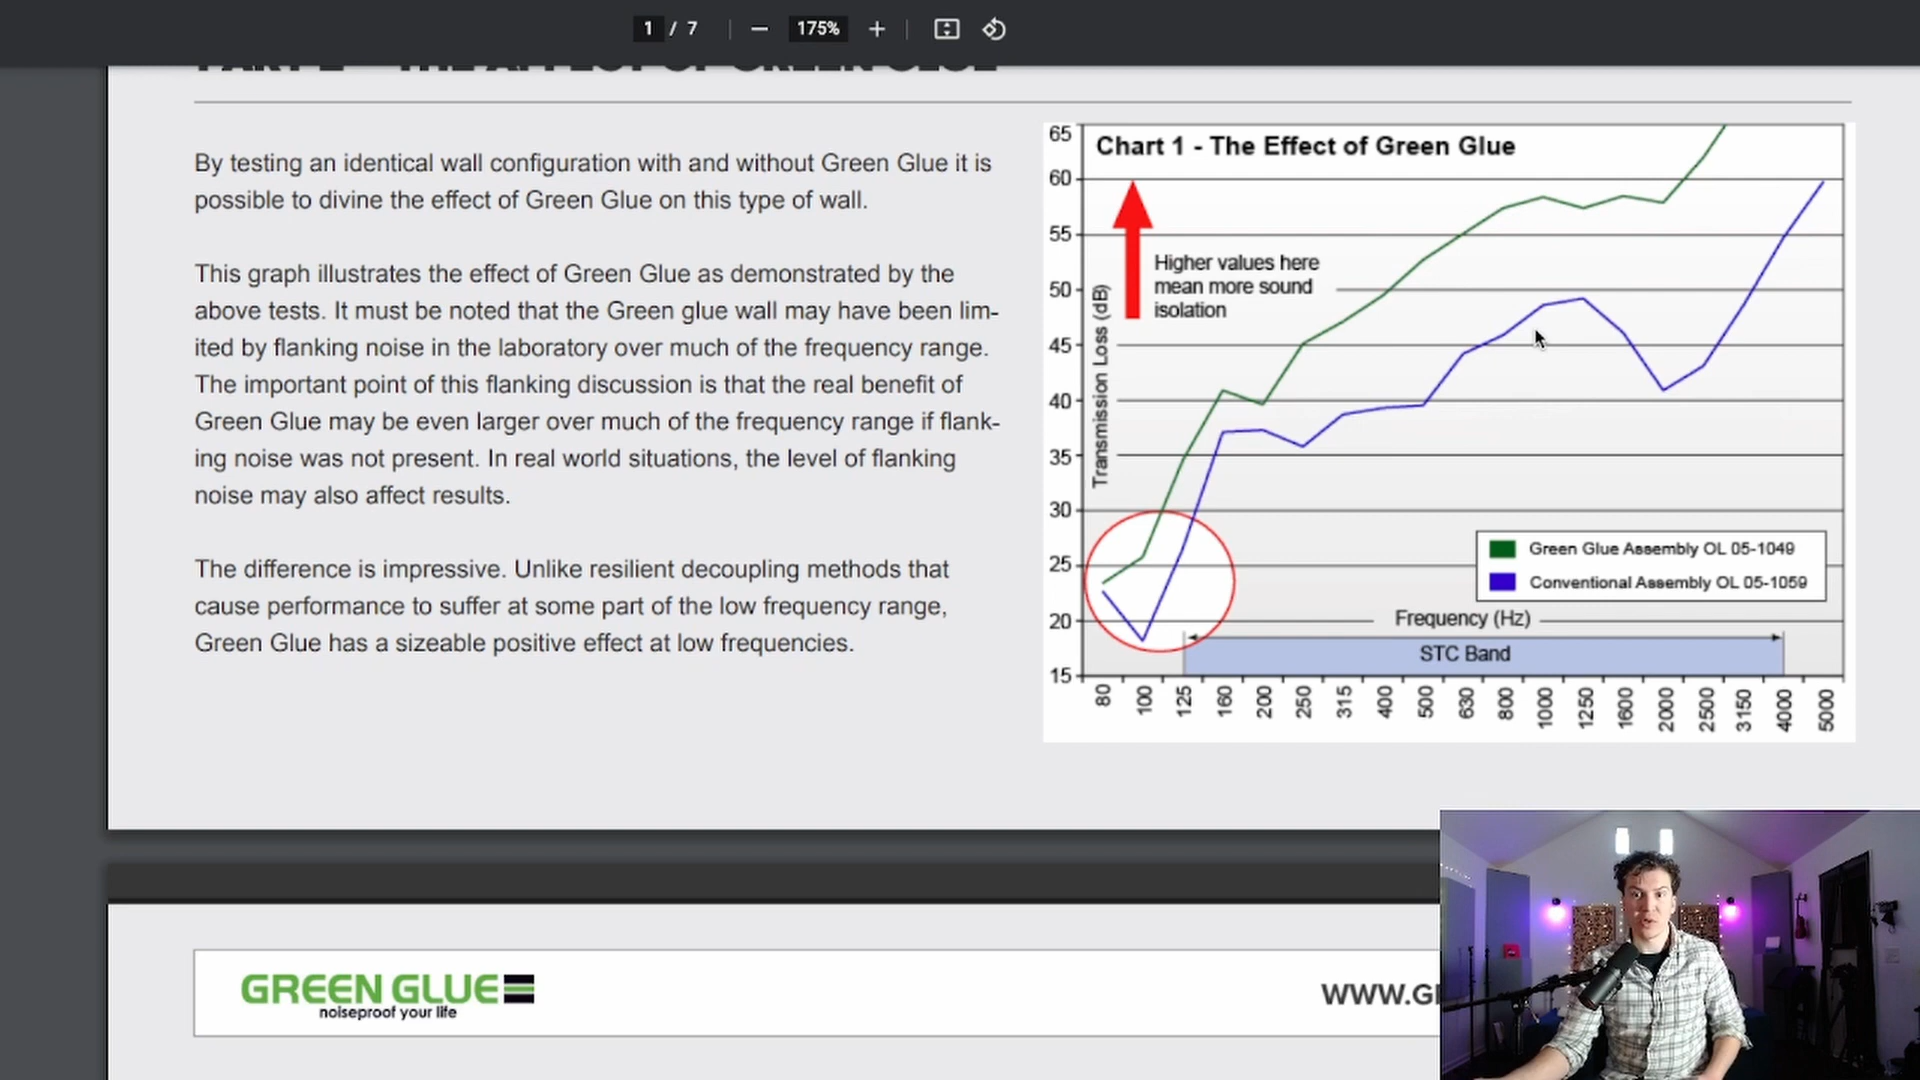 1 / 7
175%
By testing an identical wall configuration with and without Green Glue it is
possible to divine the effect of Green Glue on this type of wall.
This graph illustrates the effect of Green Glue as demonstrated by the
above tests. It must be noted that the Green glue wall may have been lim-
ited by flanking noise in the laboratory over much of the frequency range.
The important point of this flanking discussion is that the real benefit of
Green Glue may be even larger over much of the frequency range if flank-
ing noise was not present. In real world situations, the level of flanking
noise may also affect results.
The difference is impressive. Unlike resilient decoupling methods that
cause performance to suffer at some part of the low frequency range,
Green Glue has a sizeable positive effect at low frequencies.
Chart 1 - The Effect of Green Glue
65
60
55
50
45
40
35
30
25
20
15
Transmission Loss (dB)
Higher values here
mean more sound
isolation
Green Glue Assembly OL 05-1049
Conventional Assembly OL 05-1059
Frequency (Hz)
STC Band
80
100
125
160
200
250
315
400
500
630
800
1000
1250
1600
2000
2500
3150
4000
5000
GREEN GLUE
noiseproof your life